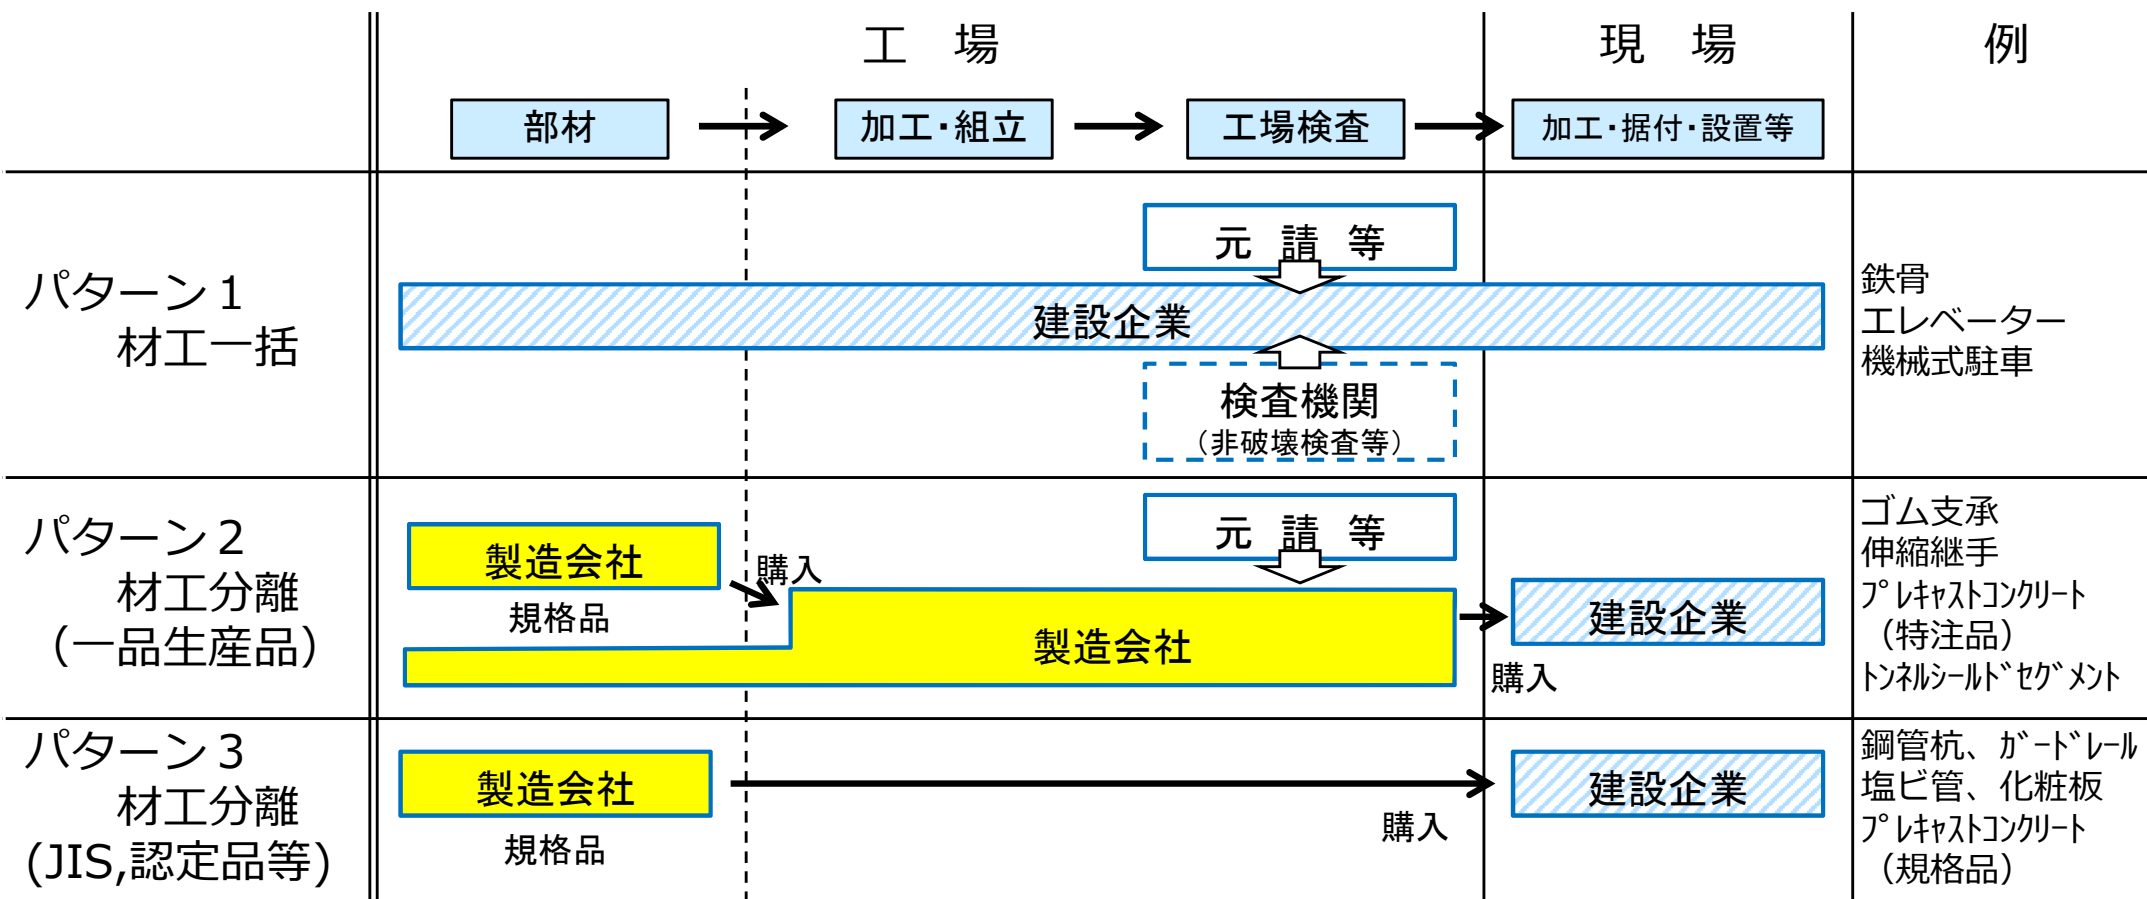 工　場
現　場
例
部材
加工・組立
工場検査
加工・据付・設置等
パターン１
材工一括
元　請　等
建設企業
検査機関
（非破壊検査等）
鉄骨
エレベーター
機械式駐車
パターン２
材工分離
（一品生産品）
製造会社
規格品
購入
元　請　等
製造会社
購入
建設企業
ゴム支承
伸縮継手
ﾌﾟﾚｷｬｽﾄｺﾝｸﾘｰﾄ
（特注品）
ﾄﾝﾈﾙｼｰﾙﾄﾞｾｸﾞﾒﾝﾄ
パターン３
材工分離
(JIS,認定品等)
製造会社
規格品
購入
建設企業
鋼管杭、ｶﾞｰﾄﾞﾚｰﾙ
塩ビ管、化粧板
ﾌﾟﾚｷｬｽﾄｺﾝｸﾘｰﾄ
（規格品）